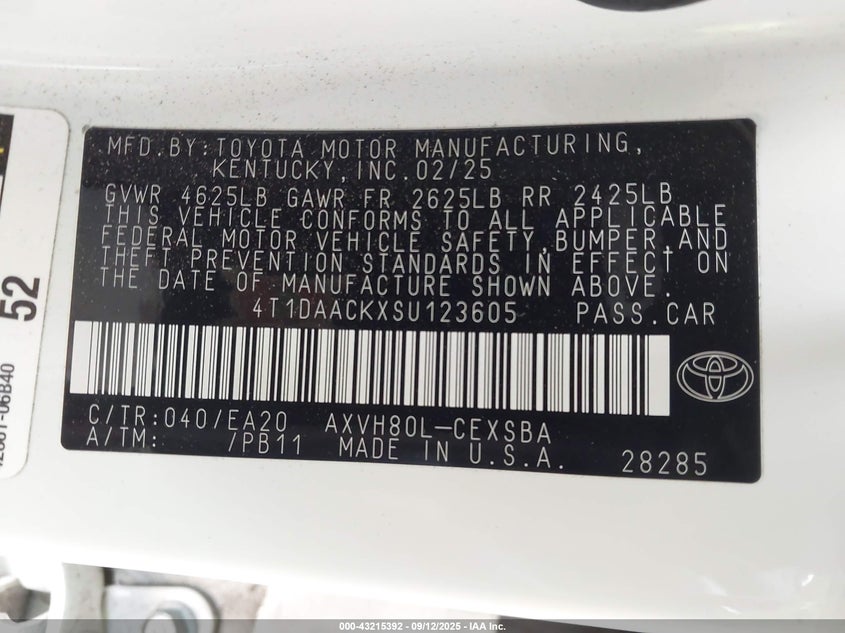 MFD.BY:TOYOTA MOTOR MANUFACTURING,
KENTUCKY,INC.02/25
GVWR 4625LB GAWR FR 2625LB RR 2425LB
THIS VEHICLE CONFORMS TO ALL APPLICABLE
FEDERAL MOTOR VEHICLE SAFETY,BUMPER,AND
THEFT PREVENTION STANDARDS IN EFFECT ON
THE DATE OF MANUFACTURE SHOWN ABOVE.
4T1DAACKXSU123605 PASS.CAR
C/TR:040/EA20 AXVH80L-CEXSBA
A/TM: /PB11 MADE IN U.S.A. 28285
52
000-43215392 - 09/12/2025 - IAA Inc.